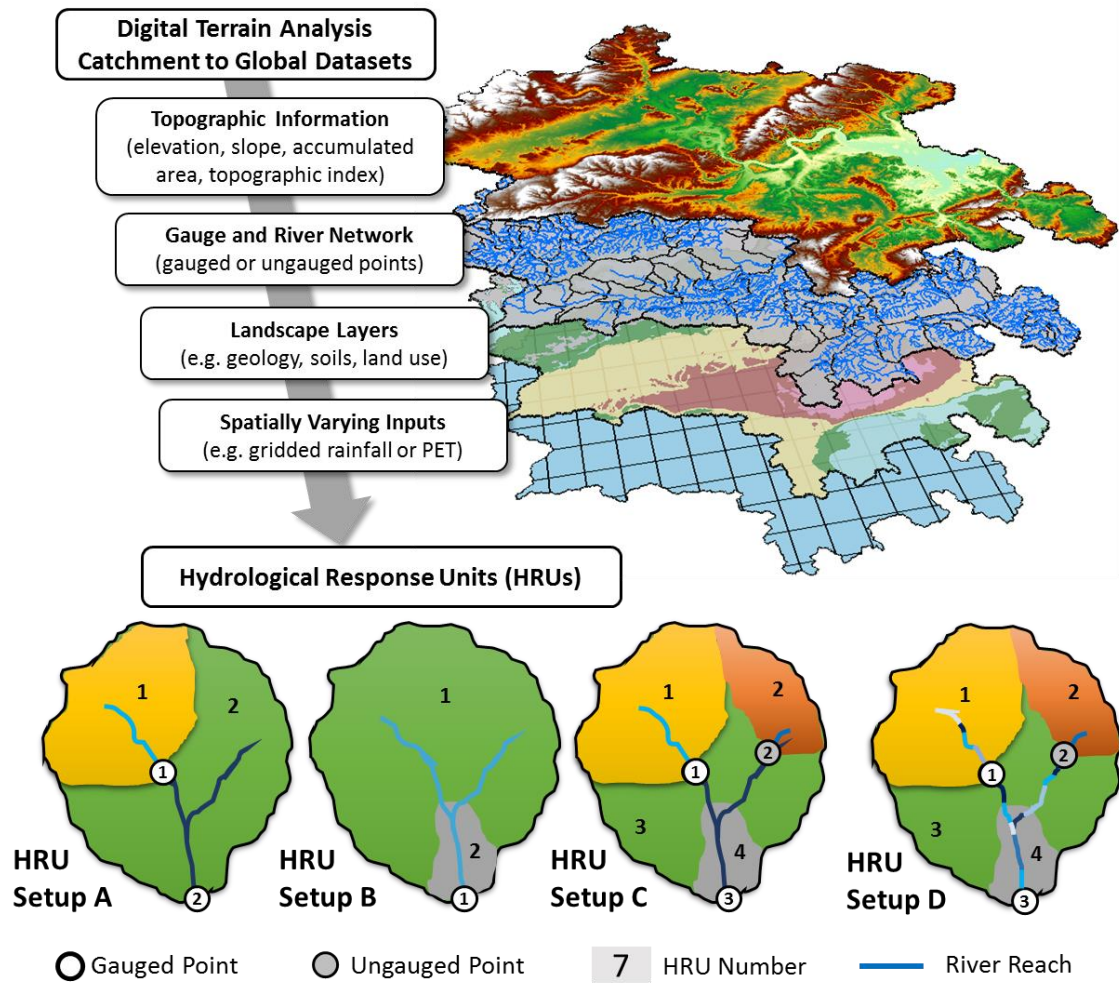 Digital Terrain Analysis
Catchment to Global Datasets
Topographic Information
(elevation, slope, accumulated
area, topographic index)
Gauge and River Network
(gauged or ungauged points)
Landscape Layers
(e.g. geology, soils, land use)
Spatially Varying Inputs
(e.g. gridded rainfall or PET)
Hydrological Response Units (HRUs)
1
2
1
2
HRU
Setup A
1
2
1
HRU
Setup B
1
2
1
2
3
4
3
HRU
Setup C
1
2
1
2
3
4
3
HRU
Setup D
Gauged Point
Ungauged Point
7 HRU Number
River Reach